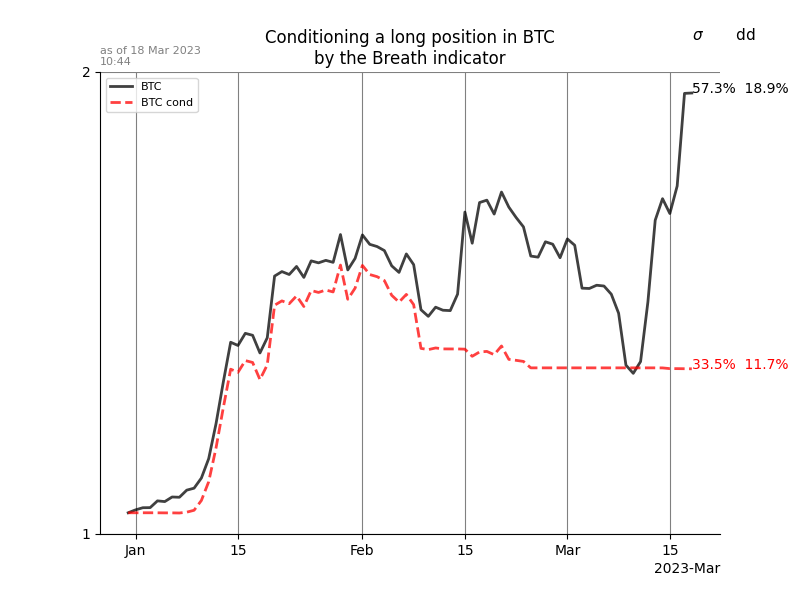 Conditioning a long position in BTC
by the Breath indicator
σ dd
as of 18 Mar 2023
10:44
2
BTC
BTC cond
57.3% 18.9%
33.5% 11.7%
1
Jan 15 Feb 15 Mar 15
2023-Mar